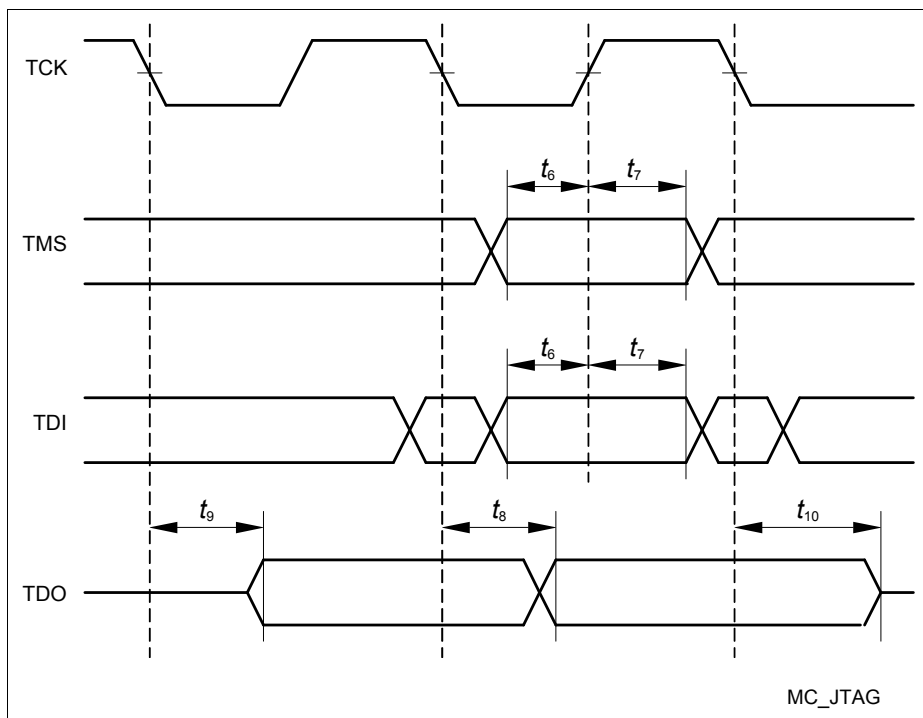 TCK
t6 t7
TMS
t6 t7
TDI
t9 t8 t10
TDO
MC_JTAG